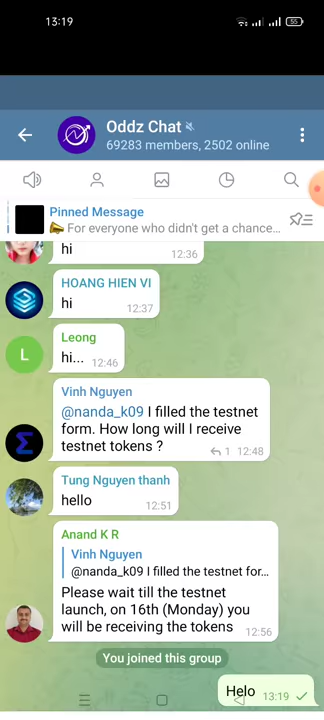 13:19
55
Oddz Chat
69283 members, 2502 online
Pinned Message
For everyone who didn't get a chance...
hi
12:36
HOANG HIEN VI
hi
12:37
L
Leong
hi...
12:46
Vinh Nguyen
@nanda_k09 I filled the testnet
form. How long will I receive
testnet tokens ?
1 12:48
Tung Nguyen thanh
hello
12:51
Anand K R
Vinh Nguyen
@nanda_k09 I filled the testnet for...
Please wait till the testnet
launch, on 16th (Monday) you
will be receiving the tokens
12:56
You joined this group
Helo
13:19